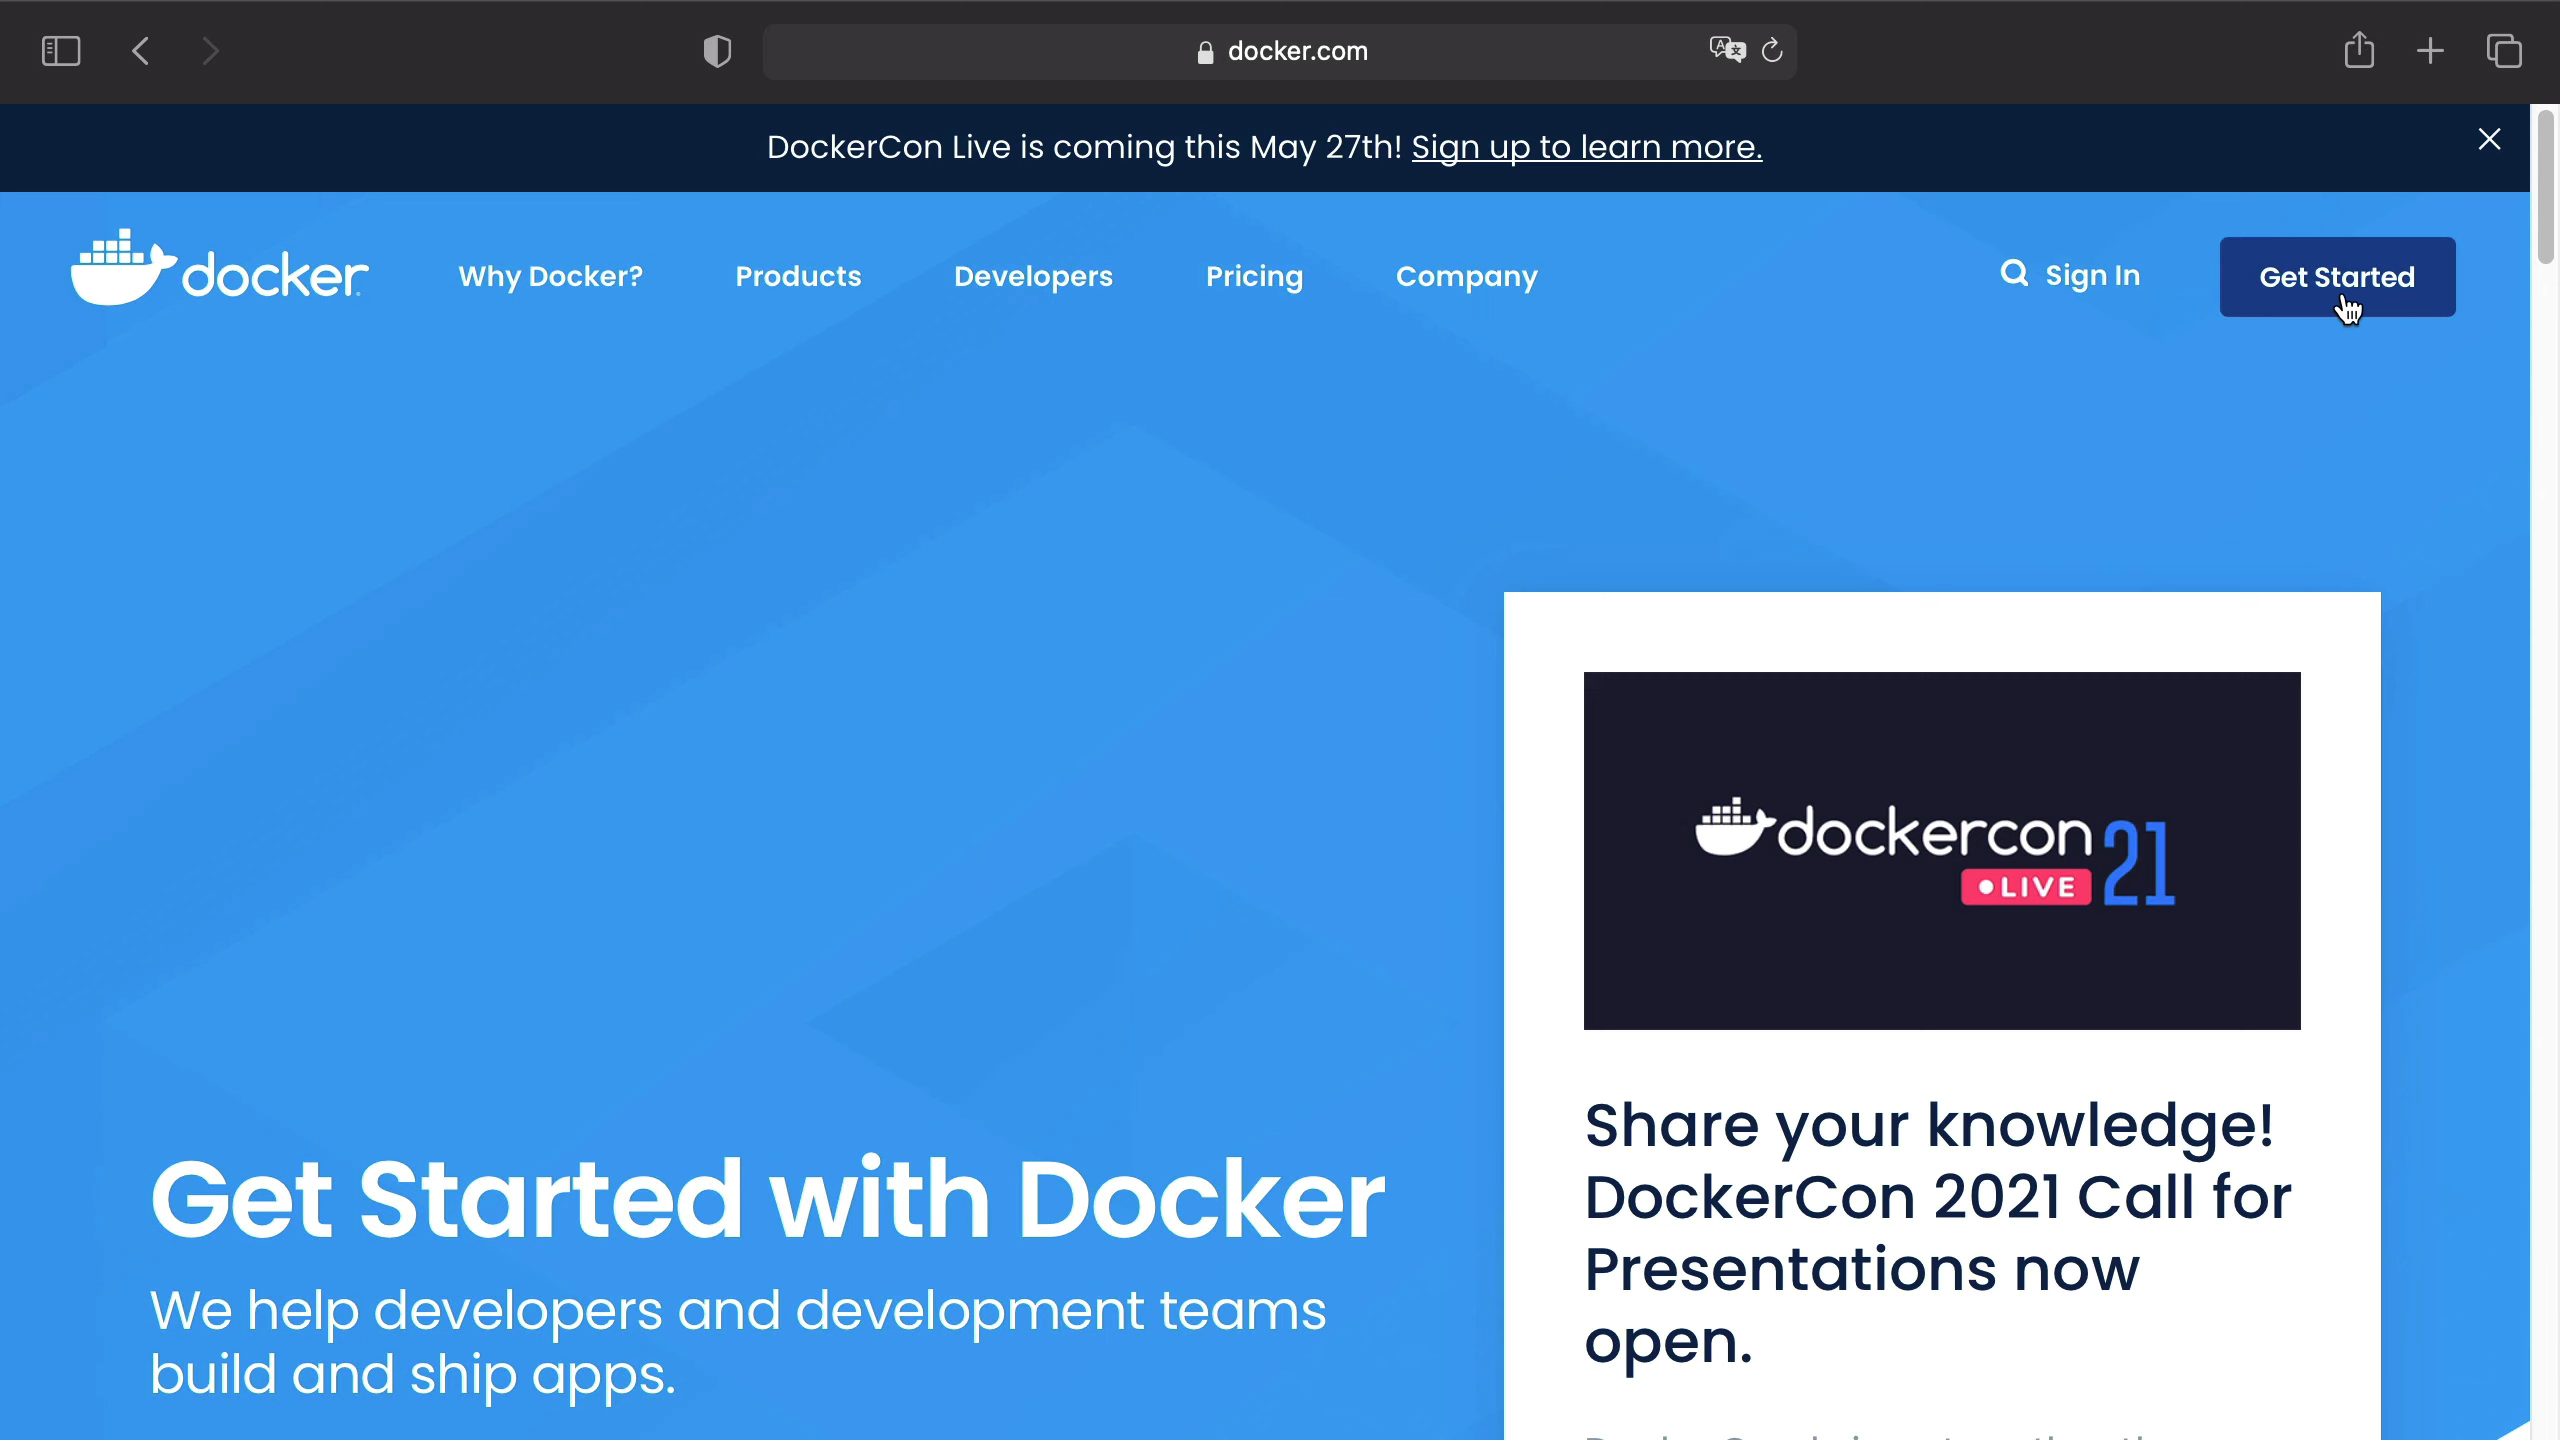 docker.com
DockerCon Live is coming this May 27th! Sign up to learn more.
docker
Why Docker?
Products
Developers
Pricing
Company
Sign In
Get Started
dockercon
LIVE
21
Share your knowledge!
DockerCon 2021 Call for
Presentations now
open.
Get Started with Docker
We help developers and development teams
build and ship apps.